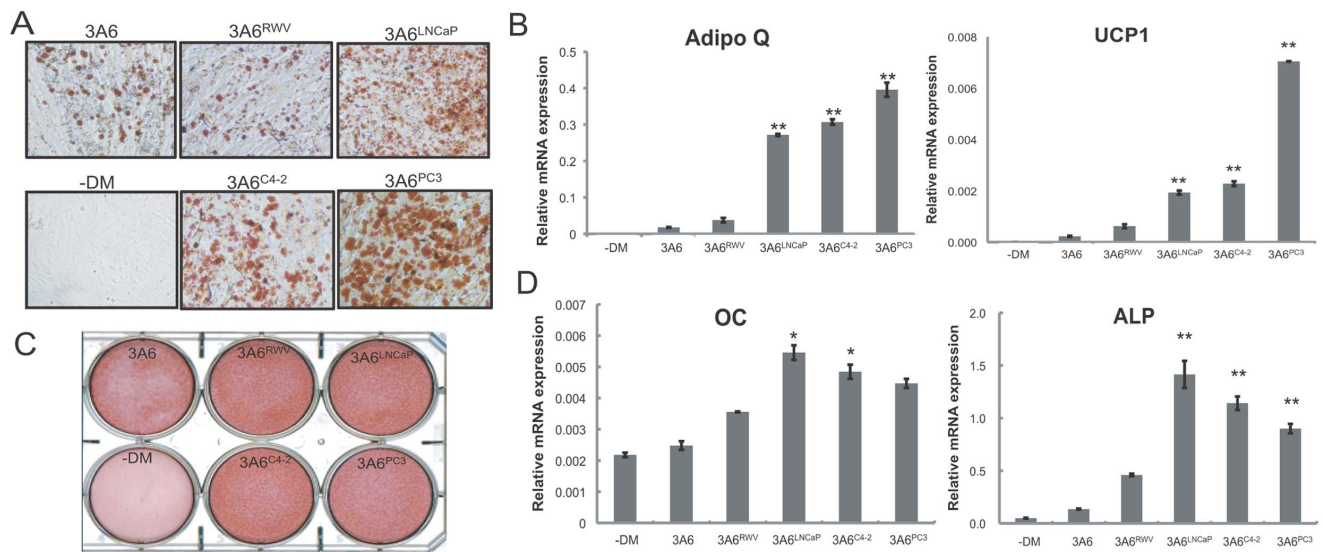 A
3A6
3A6RWV
3A6LNCaP
-DM
3A6C4-2
3A6PC3
B
Adipo Q
Relative mRNA expression
0.5
0.4
0.3
0.2
0.1
0
**
**
**
-DM
3A6
3A6RWV
3A6LNCaP
3A6C4-2
3A6PC3
UCP1
Relative mRNA expression
0.008
0.006
0.004
0.002
0.000
**
**
**
-DM
3A6
3A6RWV
3A6LNCaP
3A6C4-2
3A6PC3
C
3A6
3A6RWV
3A6LNCaP
-DM
3A6C4-2
3A6PC3
D
OC
Relative mRNA expression
0.007
0.006
0.005
0.004
0.003
0.002
0.001
0
*
*
-DM
3A6
3A6RWV
3A6LNCaP
3A6C4-2
3A6PC3
ALP
Relative mRNA expression
2.0
1.5
1.0
0.5
0.0
**
**
**
-DM
3A6
3A6RWV
3A6LNCaP
3A6C4-2
3A6PC3